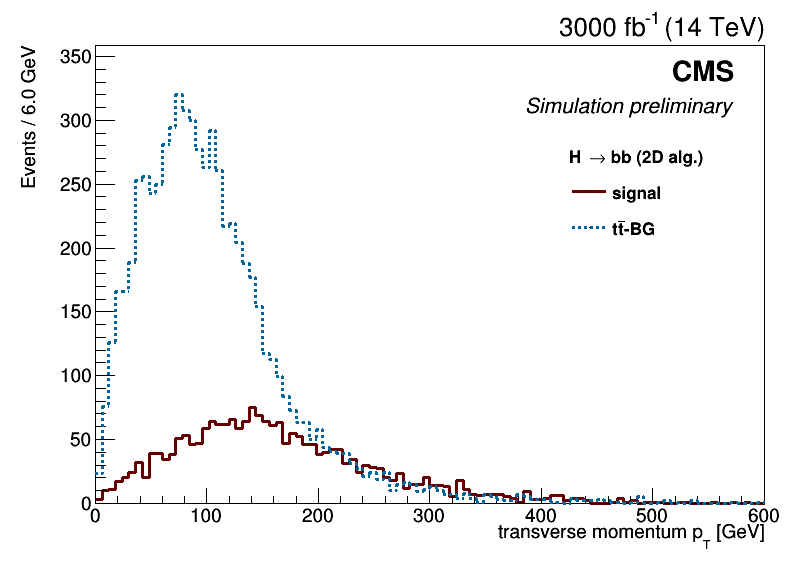 3000 fb⁻¹ (14 TeV)
CMS
Simulation preliminary
H → bb (2D alg.)
signal
tt̄-BG
Events / 6.0 GeV
350
300
250
200
150
100
50
0
0 100 200 300 400 500 600
transverse momentum p_T [GeV]